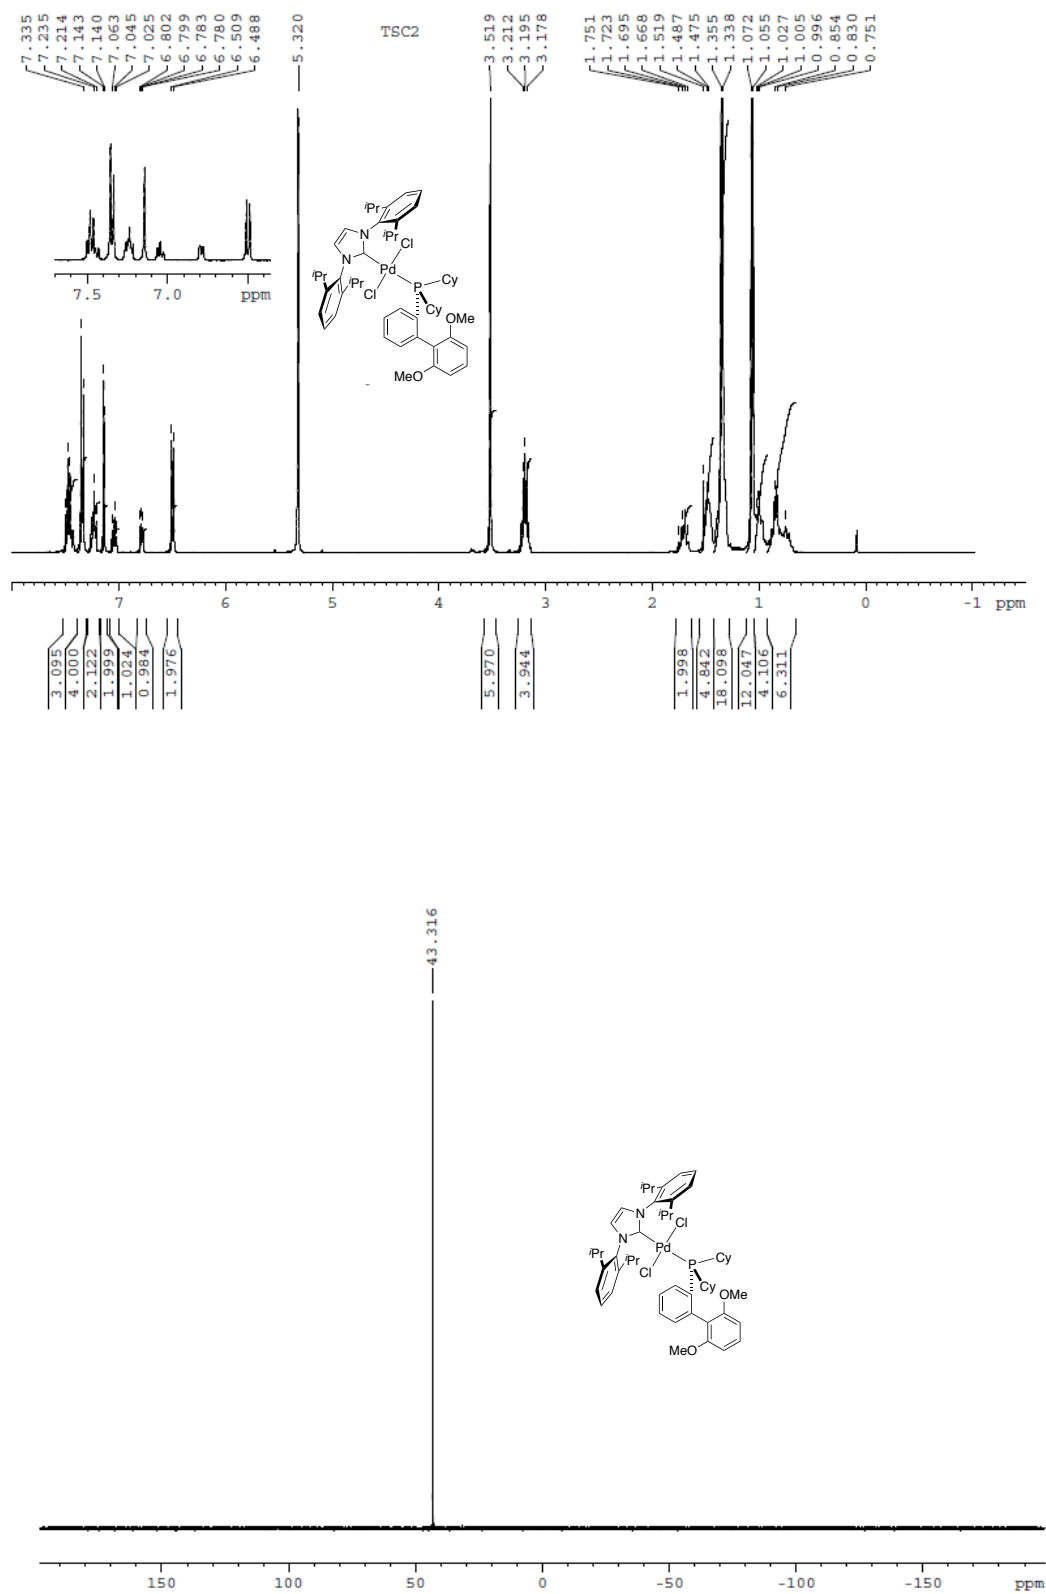 7.335
7.235
7.214
7.143
7.140
7.063
7.045
7.025
6.802
6.799
6.783
6.780
6.509
6.488
5.320
TSC2
3.519
3.212
3.195
3.178
1.751
1.723
1.695
1.668
1.519
1.487
1.475
1.355
1.338
1.072
1.055
1.027
1.005
0.996
0.854
0.830
0.751
7.5 7.0 ppm
iPr
N iPr Cl
N
iPr iPr Pd Cy
Cl P
Cy
OMe
MeO
7 6 5 4 3 2 1 0 -1 ppm
3.095
4.000
2.122
1.999
1.024
0.984
1.976
5.970
3.944
1.998
4.842
18.098
12.047
4.106
6.311
43.316
iPr
N iPr Cl
N
iPr iPr Pd Cy
Cl P
Cy
OMe
MeO
150 100 50 0 -50 -100 -150 ppm